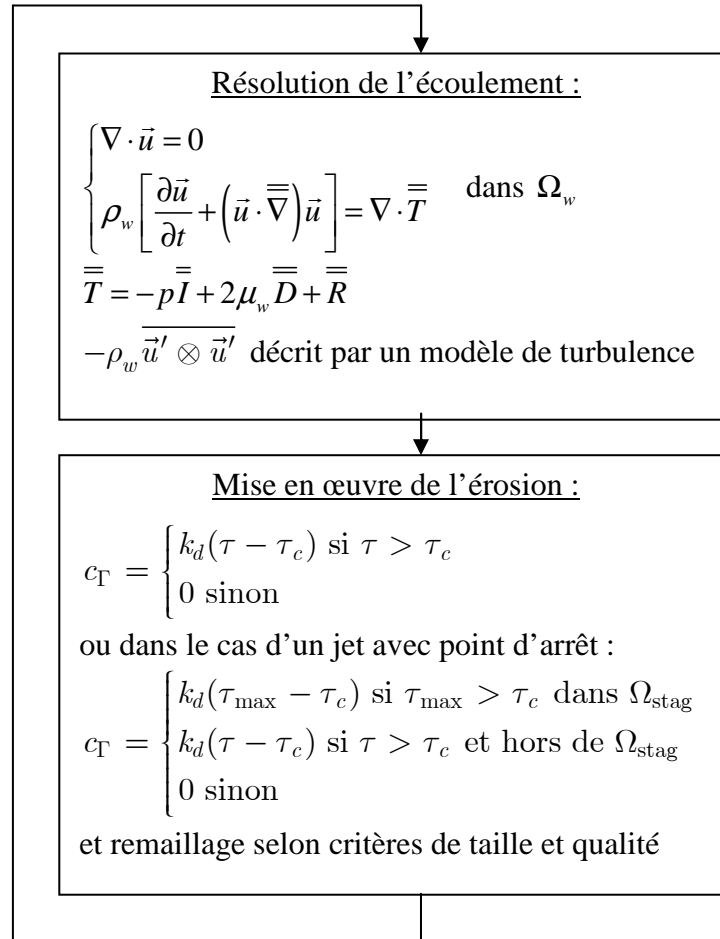 Résolution de l'écoulement :
∇ · u⃗ = 0
ρ_w [ ∂u⃗/∂t + ( u⃗ · ∇̿ ) u⃗ ] = ∇ · T̿ dans Ω_w
T̿ = −p I̿ + 2μ_w D̿ + R̿
−ρ_w \overline{u⃗′ ⊗ u⃗′} décrit par un modèle de turbulence
Mise en œuvre de l'érosion :
c_Γ = { k_d(τ − τ_c) si τ > τ_c
0 sinon
ou dans le cas d'un jet avec point d'arrêt :
c_Γ = { k_d(τ_max − τ_c) si τ_max > τ_c dans Ω_stag
k_d(τ − τ_c) si τ > τ_c et hors de Ω_stag
0 sinon
et remaillage selon critères de taille et qualité